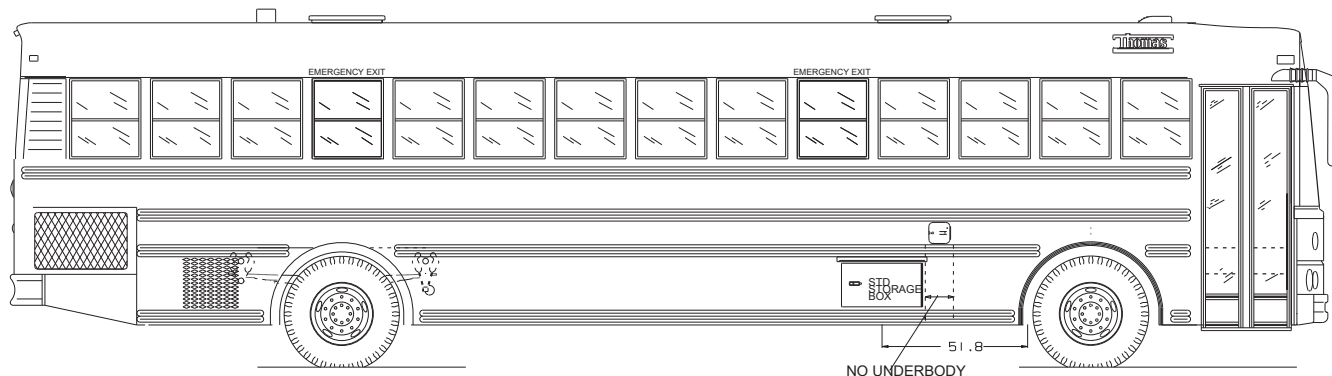 Thomas
EMERGENCY EXIT
EMERGENCY EXIT
STD
STORAGE
BOX
51.8
NO UNDERBODY